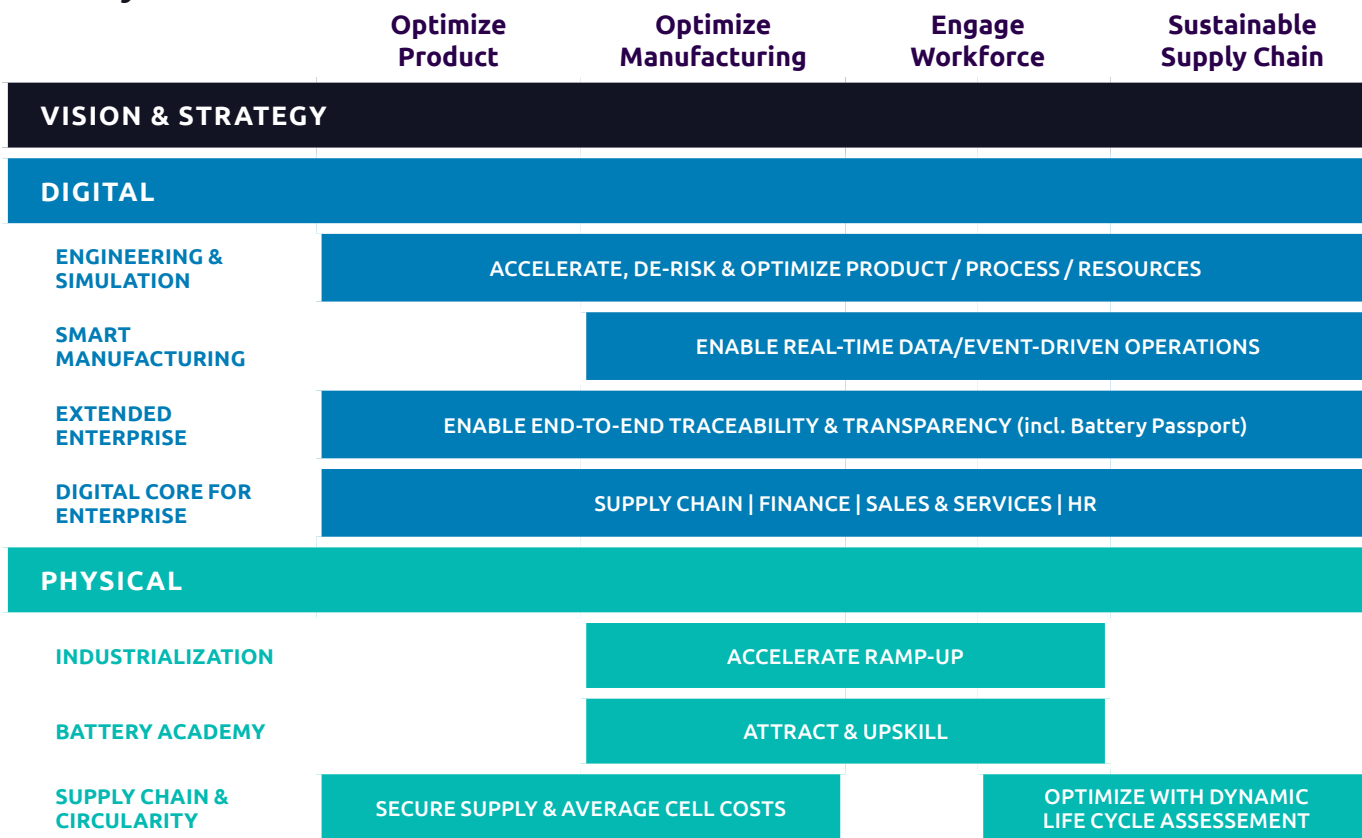 Optimize
Product
Optimize
Manufacturing
Engage
Workforce
Sustainable
Supply Chain
VISION & STRATEGY
DIGITAL
ENGINEERING &
SIMULATION
ACCELERATE, DE-RISK & OPTIMIZE PRODUCT / PROCESS / RESOURCES
SMART
MANUFACTURING
ENABLE REAL-TIME DATA/EVENT-DRIVEN OPERATIONS
EXTENDED
ENTERPRISE
ENABLE END-TO-END TRACEABILITY & TRANSPARENCY (incl. Battery Passport)
DIGITAL CORE FOR
ENTERPRISE
SUPPLY CHAIN | FINANCE | SALES & SERVICES | HR
PHYSICAL
INDUSTRIALIZATION
ACCELERATE RAMP-UP
BATTERY ACADEMY
ATTRACT & UPSKILL
SUPPLY CHAIN &
CIRCULARITY
SECURE SUPPLY & AVERAGE CELL COSTS
OPTIMIZE WITH DYNAMIC
LIFE CYCLE ASSESSEMENT